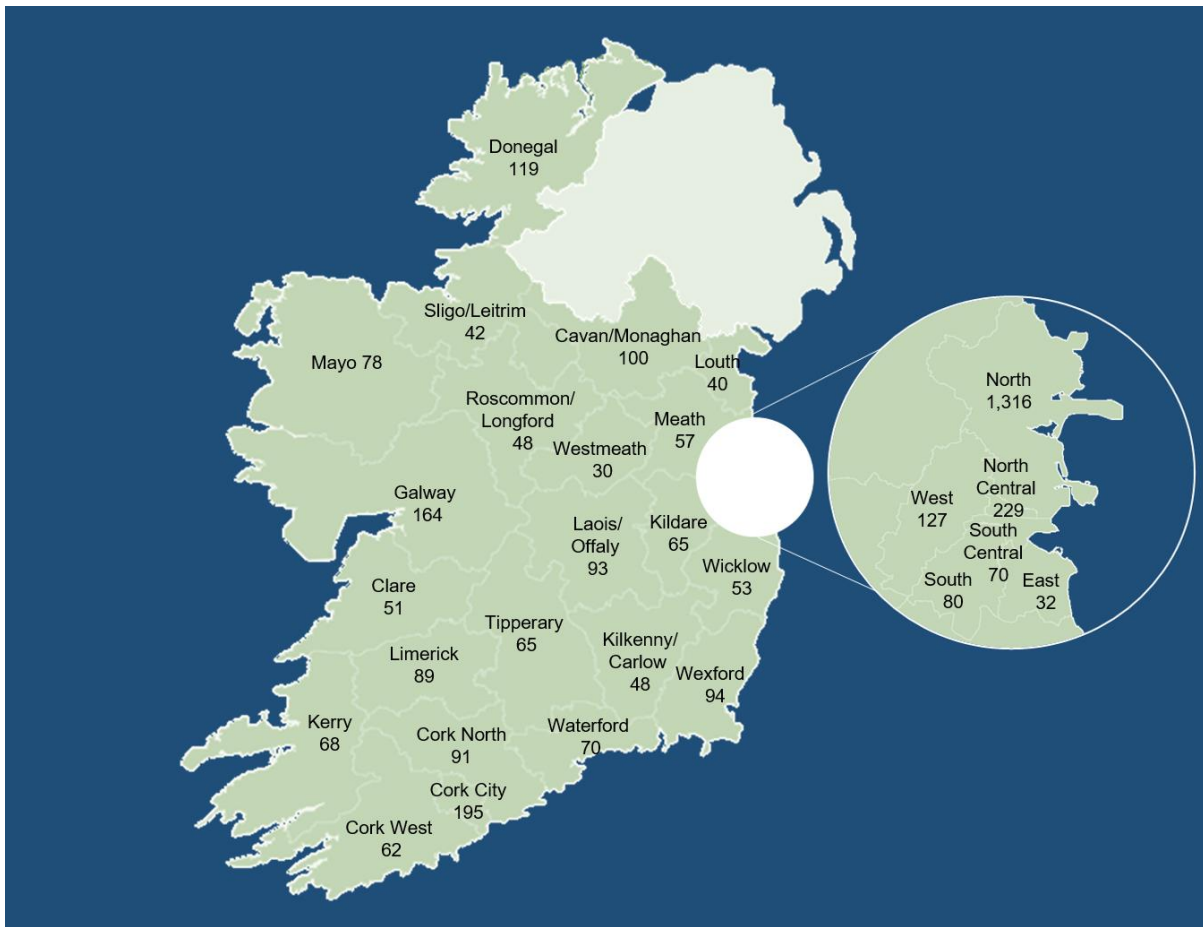 Donegal
119
Sligo/Leitrim
42
Cavan/Monaghan
100
Mayo 78
Louth
40
Roscommon/
Longford
48
Meath
57
Westmeath
30
Galway
164
Laois/
Offaly
93
Kildare
65
Wicklow
53
Clare
51
Tipperary
65
Kilkenny/
Carlow
48
Limerick
89
Wexford
94
Kerry
68
Cork North
91
Waterford
70
Cork City
195
Cork West
62
North
1,316
North
Central
229
West
127
South
Central
70
South
80
East
32